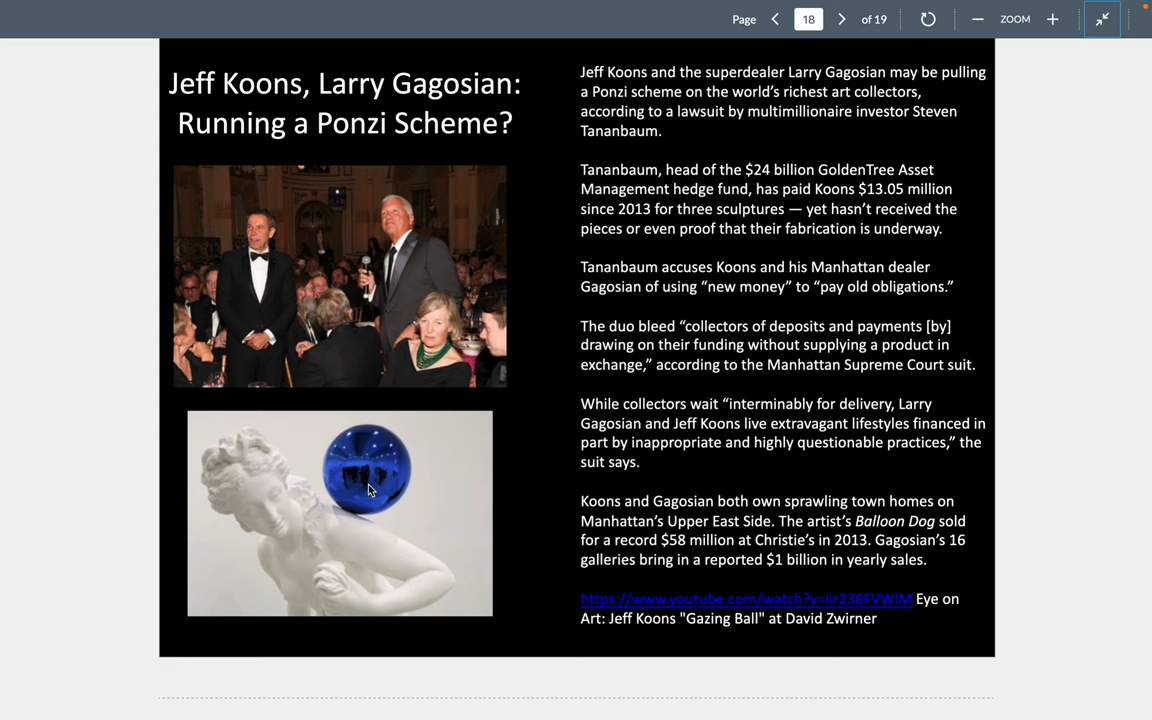 Page 18 of 19 ZOOM
Jeff Koons, Larry Gagosian:
Running a Ponzi Scheme?
Jeff Koons and the superdealer Larry Gagosian may be pulling
a Ponzi scheme on the world’s richest art collectors,
according to a lawsuit by multimillionaire investor Steven
Tananbaum.
Tananbaum, head of the $24 billion GoldenTree Asset
Management hedge fund, has paid Koons $13.05 million
since 2013 for three sculptures — yet hasn’t received the
pieces or even proof that their fabrication is underway.
Tananbaum accuses Koons and his Manhattan dealer
Gagosian of using “new money” to “pay old obligations.”
The duo bleed “collectors of deposits and payments [by]
drawing on their funding without supplying a product in
exchange,” according to the Manhattan Supreme Court suit.
While collectors wait “interminably for delivery, Larry
Gagosian and Jeff Koons live extravagant lifestyles financed in
part by inappropriate and highly questionable practices,” the
suit says.
Koons and Gagosian both own sprawling town homes on
Manhattan’s Upper East Side. The artist’s Balloon Dog sold
for a record $58 million at Christie’s in 2013. Gagosian’s 16
galleries bring in a reported $1 billion in yearly sales.
Eye on
Art: Jeff Koons "Gazing Ball" at David Zwirner